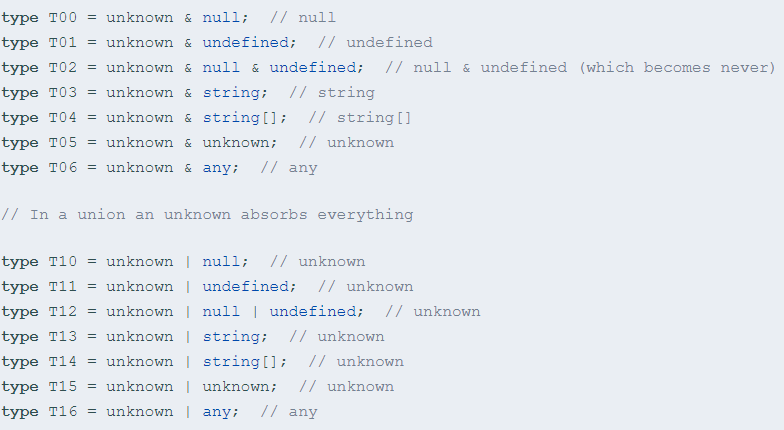 type T00 = unknown & null;  // null
type T01 = unknown & undefined;  // undefined
type T02 = unknown & null & undefined;  // null & undefined (which becomes never)
type T03 = unknown & string;  // string
type T04 = unknown & string[];  // string[]
type T05 = unknown & unknown;  // unknown
type T06 = unknown & any;  // any
// In a union an unknown absorbs everything
type T10 = unknown | null;  // unknown
type T11 = unknown | undefined;  // unknown
type T12 = unknown | null | undefined;  // unknown
type T13 = unknown | string;  // unknown
type T14 = unknown | string[];  // unknown
type T15 = unknown | unknown;  // unknown
type T16 = unknown | any;  // any